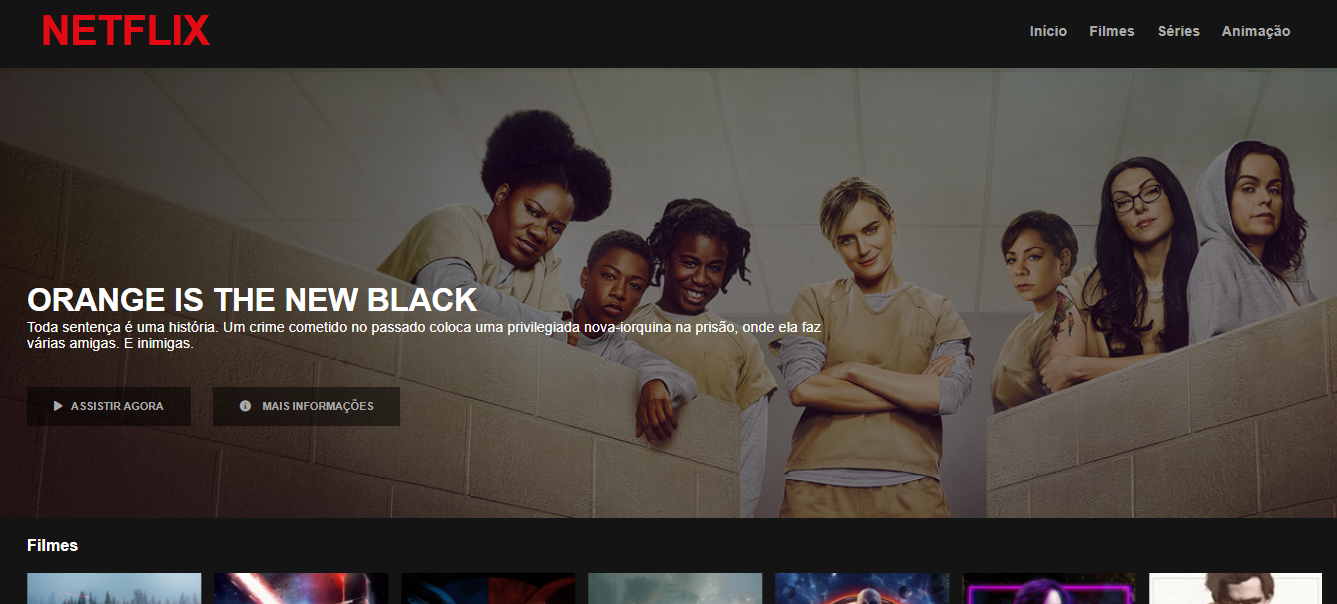 NETFLIX
Início Filmes Séries Animação
ORANGE IS THE NEW BLACK
Toda sentença é uma história. Um crime cometido no passado coloca uma privilegiada nova-iorquina na prisão, onde ela faz
várias amigas. E inimigas.
ASSISTIR AGORA MAIS INFORMAÇÕES
Filmes